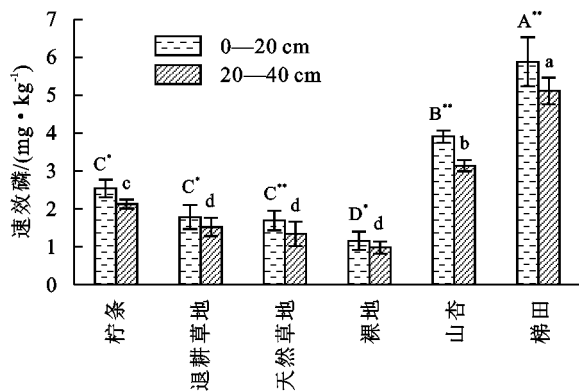 速效磷/(mg·kg⁻¹)
7
6
5
4
3
2
1
0
0—20 cm
20—40 cm
C* c
C* d
C** d
D* d
B** b
A** a
柠条
退耕草地
天然草地
裸地
山杏
梯田